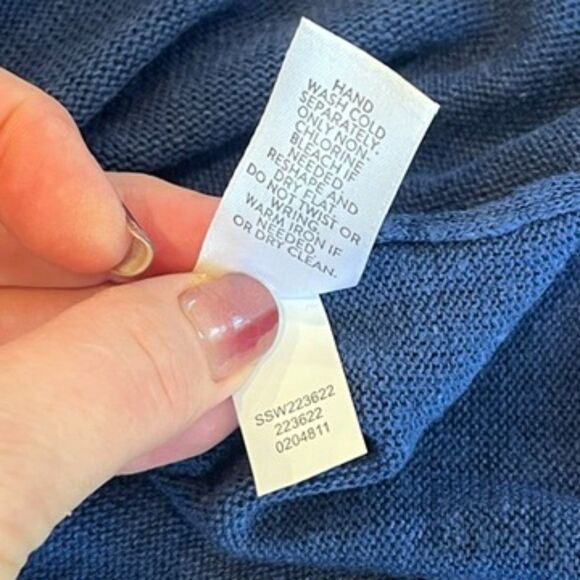 HAND
WASH COLD
SEPARATELY.
ONLY NON-
CHLORINE
BLEACH IF
NEEDED.
RESHAPE AND
DRY FLAT.
DO NOT TWIST OR
WRING.
WARM IRON IF
NEEDED
OR DRY CLEAN.
SSW223622
223622
0204811